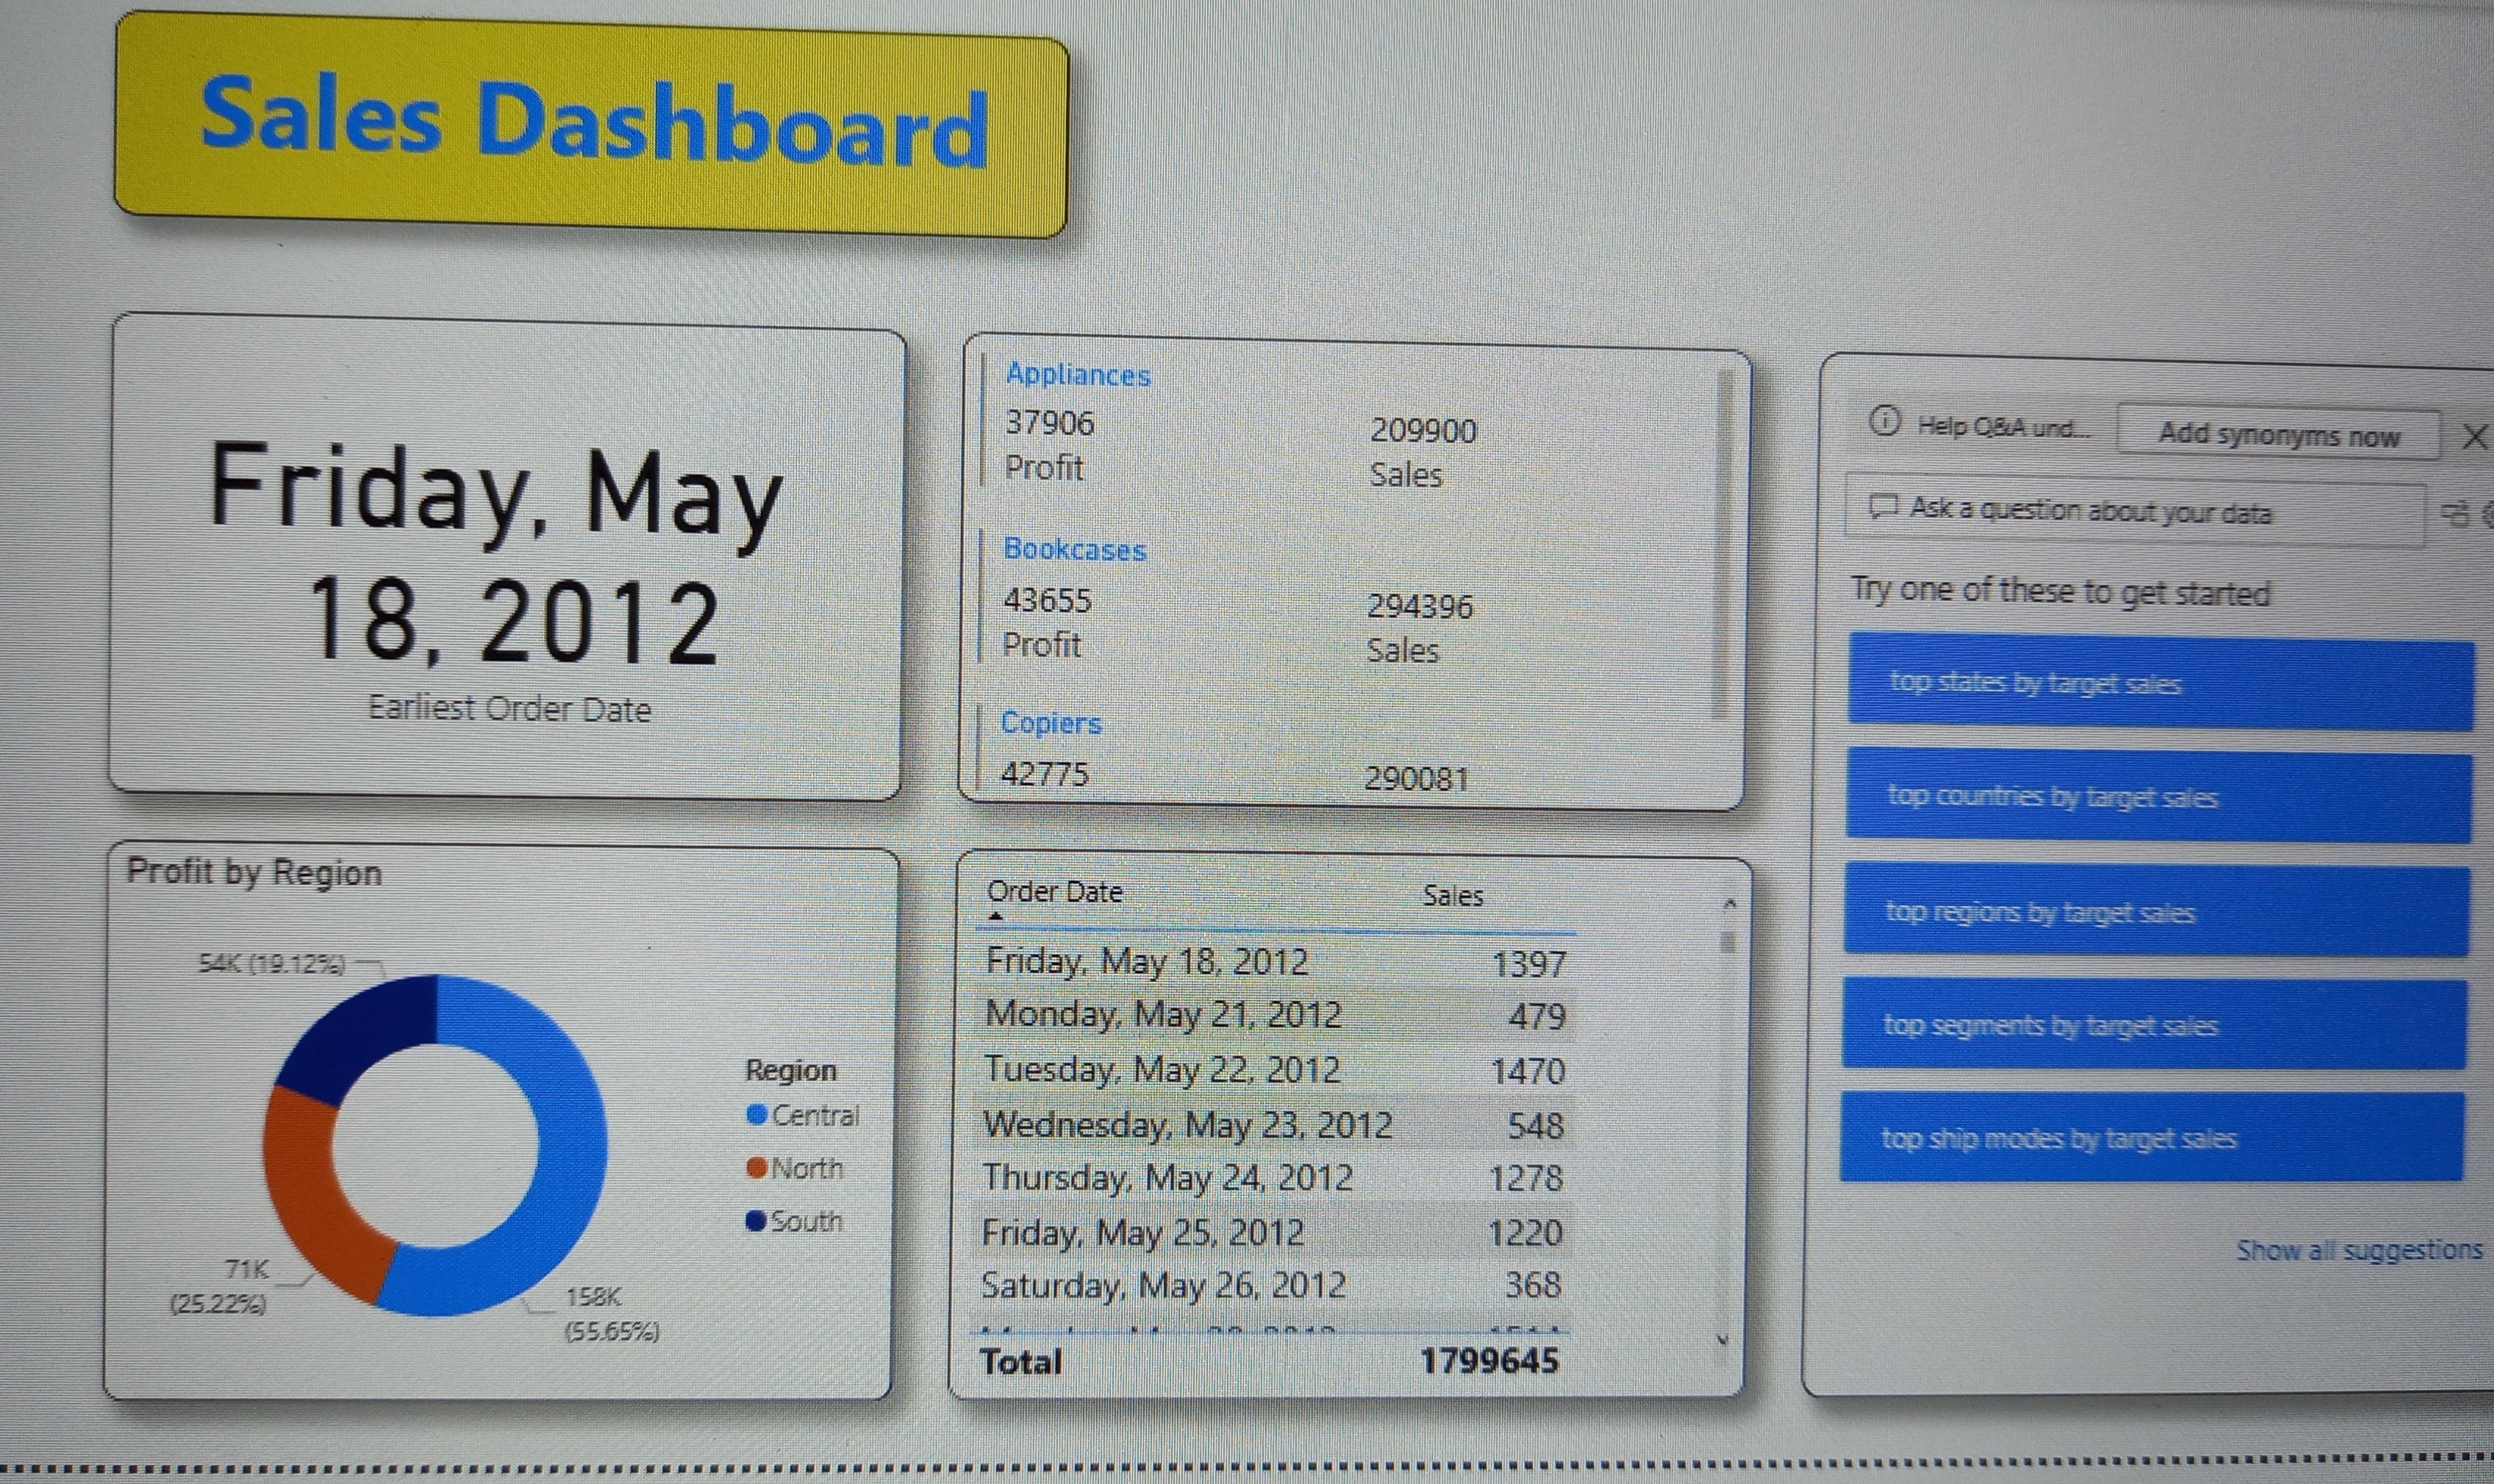 Sales Dashboard
Friday, May
18, 2012
Earliest Order Date
Appliances
37906 209900
Profit Sales
Bookcases
43655 294396
Profit Sales
Copiers
42775 290081
Help Q&A und... Add synonyms now
Ask a question about your data
Try one of these to get started
top states by target sales
top countries by target sales
top regions by target sales
top segments by target sales
top ship modes by target sales
Show all suggestions
Profit by Region
54K (19.12%)
71K
(25.22%)
158K
(55.65%)
Region
Central
North
South
Order Date Sales
Friday, May 18, 2012 1397
Monday, May 21, 2012 479
Tuesday, May 22, 2012 1470
Wednesday, May 23, 2012 548
Thursday, May 24, 2012 1278
Friday, May 25, 2012 1220
Saturday, May 26, 2012 368
Total 1799645